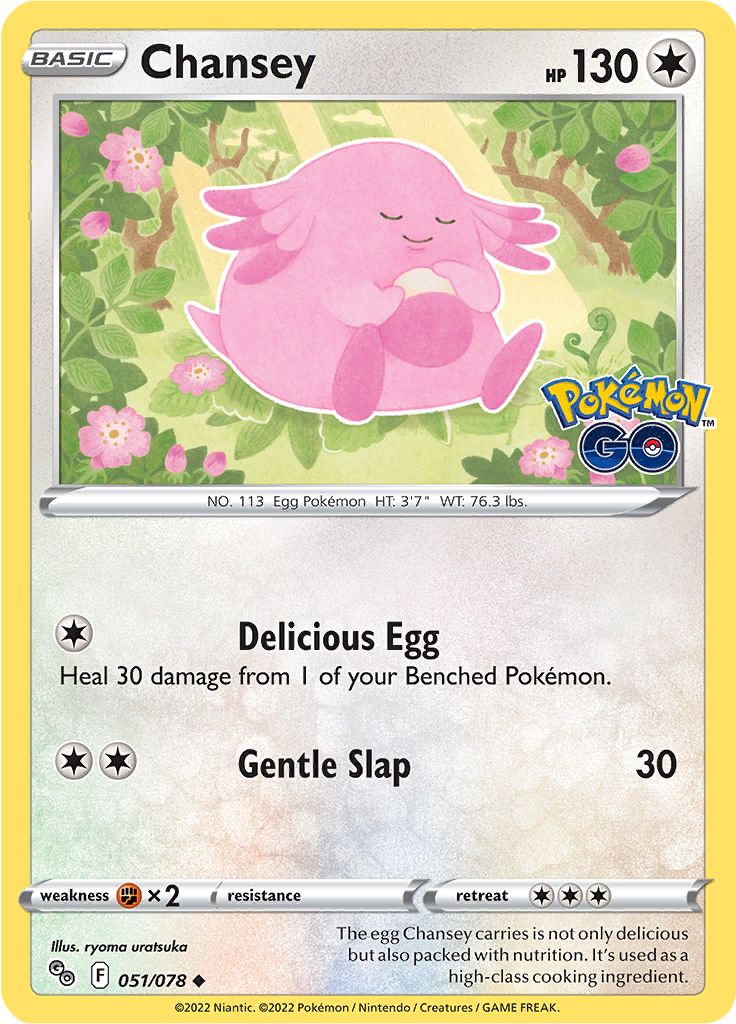 BASIC Chansey HP 130
POKéMON
GO™
NO. 113 Egg Pokémon HT: 3'7" WT: 76.3 lbs.
Delicious Egg
Heal 30 damage from 1 of your Benched Pokémon.
Gentle Slap 30
weakness ×2 resistance retreat
Illus. ryoma uratsuka
The egg Chansey carries is not only delicious
but also packed with nutrition. It's used as a
high-class cooking ingredient.
GO F 051/078
©2022 Niantic. ©2022 Pokémon / Nintendo / Creatures / GAME FREAK.